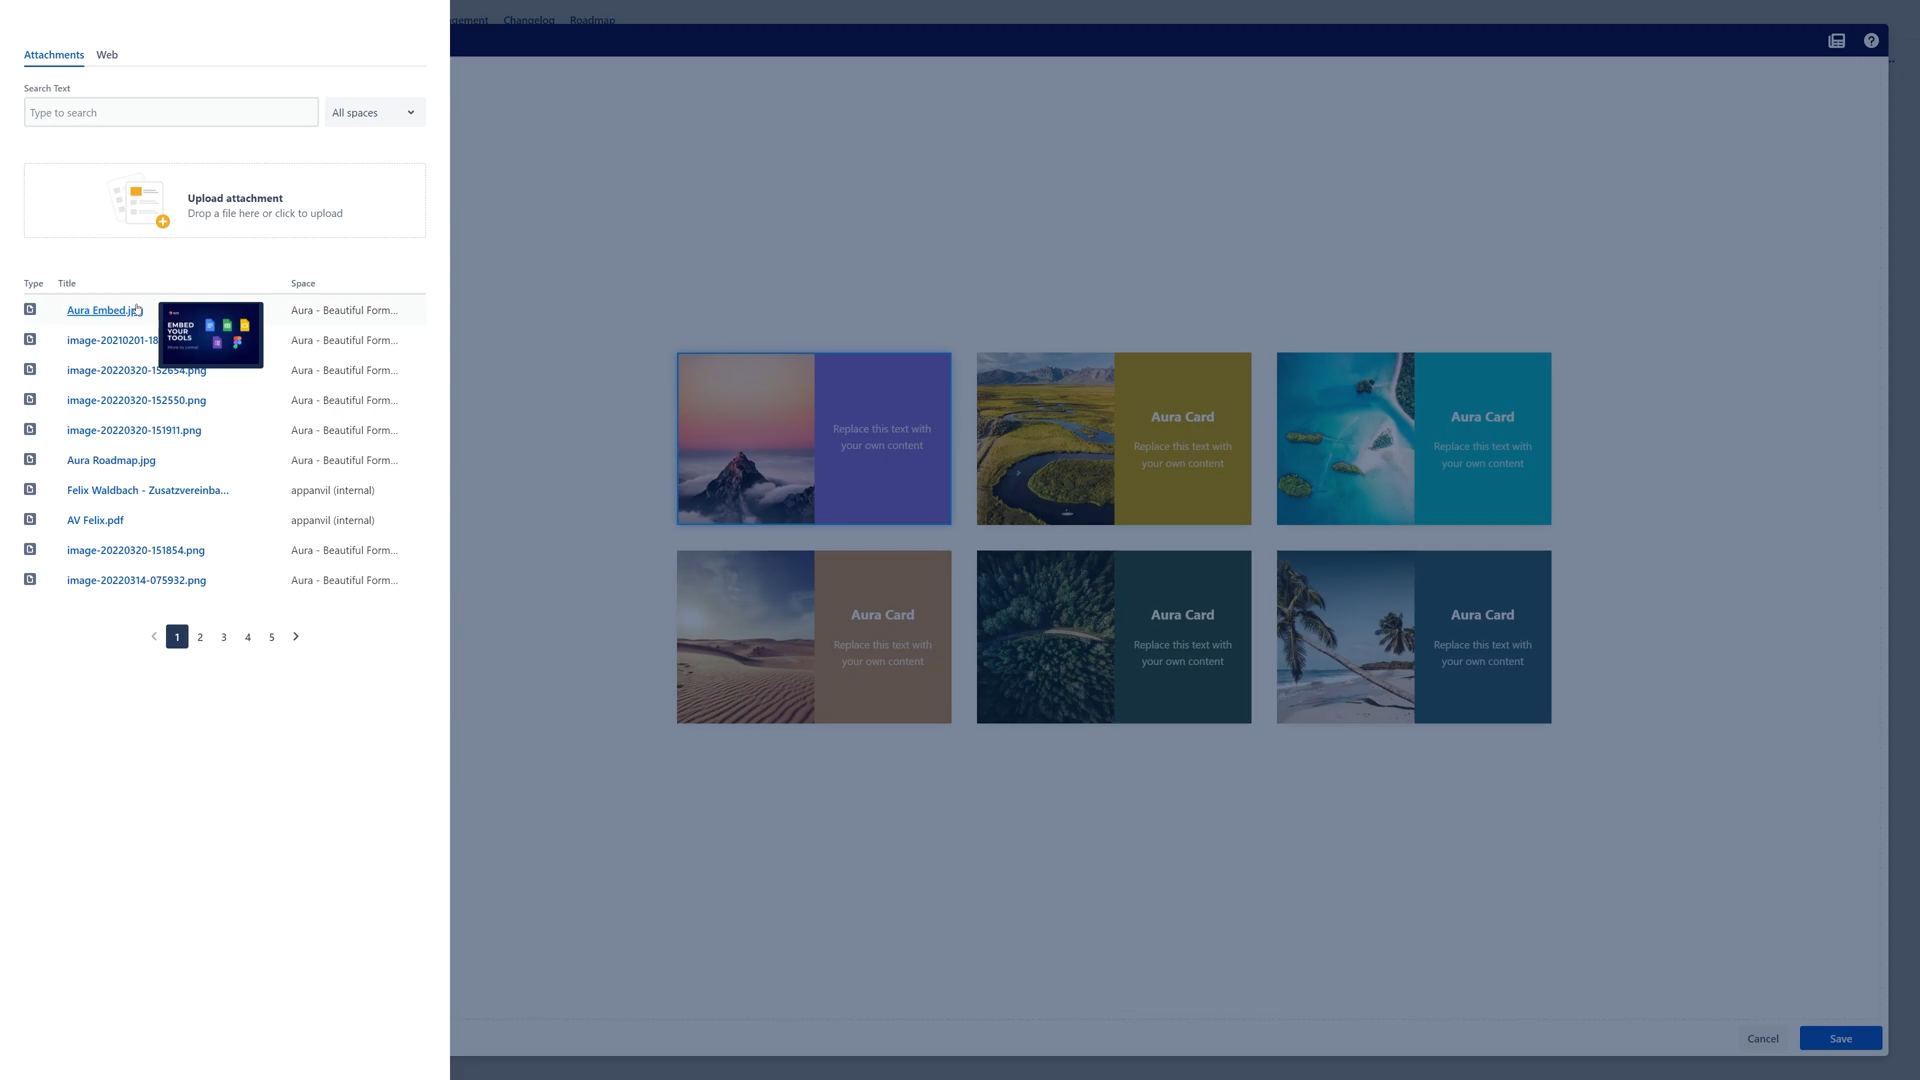 Changelog Roadmap
Attachments Web
Search Text
Type to search All spaces
Upload attachment
Drop a file here or click to upload
Type Title Space
Aura Embed.jpg Aura - Beautiful Form...
EMBED
YOUR
TOOLS
image-20210201-18 Aura - Beautiful Form...
image-20220320-152654.png Aura - Beautiful Form...
image-20220320-152550.png Aura - Beautiful Form...
image-20220320-151911.png Aura - Beautiful Form...
Aura Roadmap.jpg Aura - Beautiful Form...
Felix Waldbach - Zusatzvereinba... appanvil (internal)
AV Felix.pdf appanvil (internal)
image-20220320-151854.png Aura - Beautiful Form...
image-20220314-075932.png Aura - Beautiful Form...
1 2 3 4 5
Replace this text with
your own content
Aura Card
Replace this text with
your own content
Aura Card
Replace this text with
your own content
Aura Card
Replace this text with
your own content
Aura Card
Replace this text with
your own content
Aura Card
Replace this text with
your own content
Cancel Save